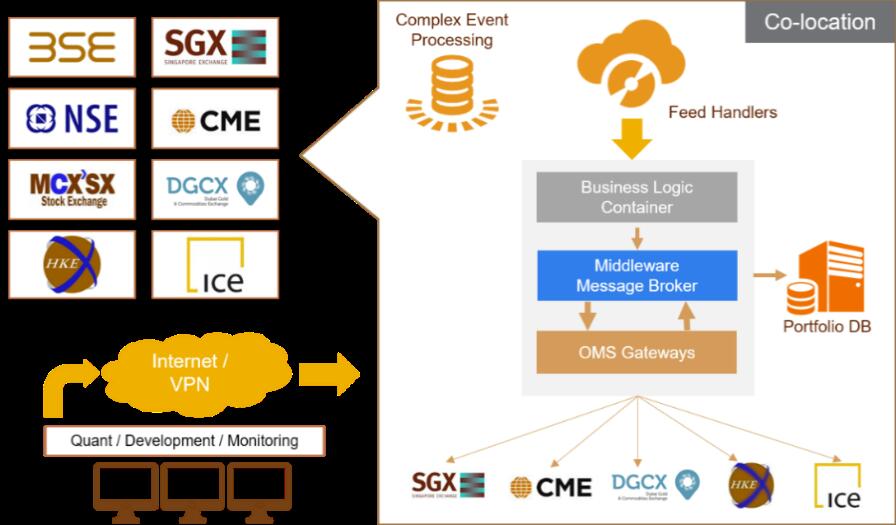 BSE
SGX
SINGAPORE EXCHANGE
NSE
CME
MCX'SX
Stock Exchange
DGCX
Dubai Gold
& Commodities Exchange
HKEX
ice
Internet /
VPN
Quant / Development / Monitoring
Co-location
Complex Event
Processing
Feed Handlers
Business Logic
Container
Middleware
Message Broker
OMS Gateways
Portfolio DB
SGX
SINGAPORE EXCHANGE
CME
DGCX
Dubai Gold
& Commodities Exchange
HKEX
ice